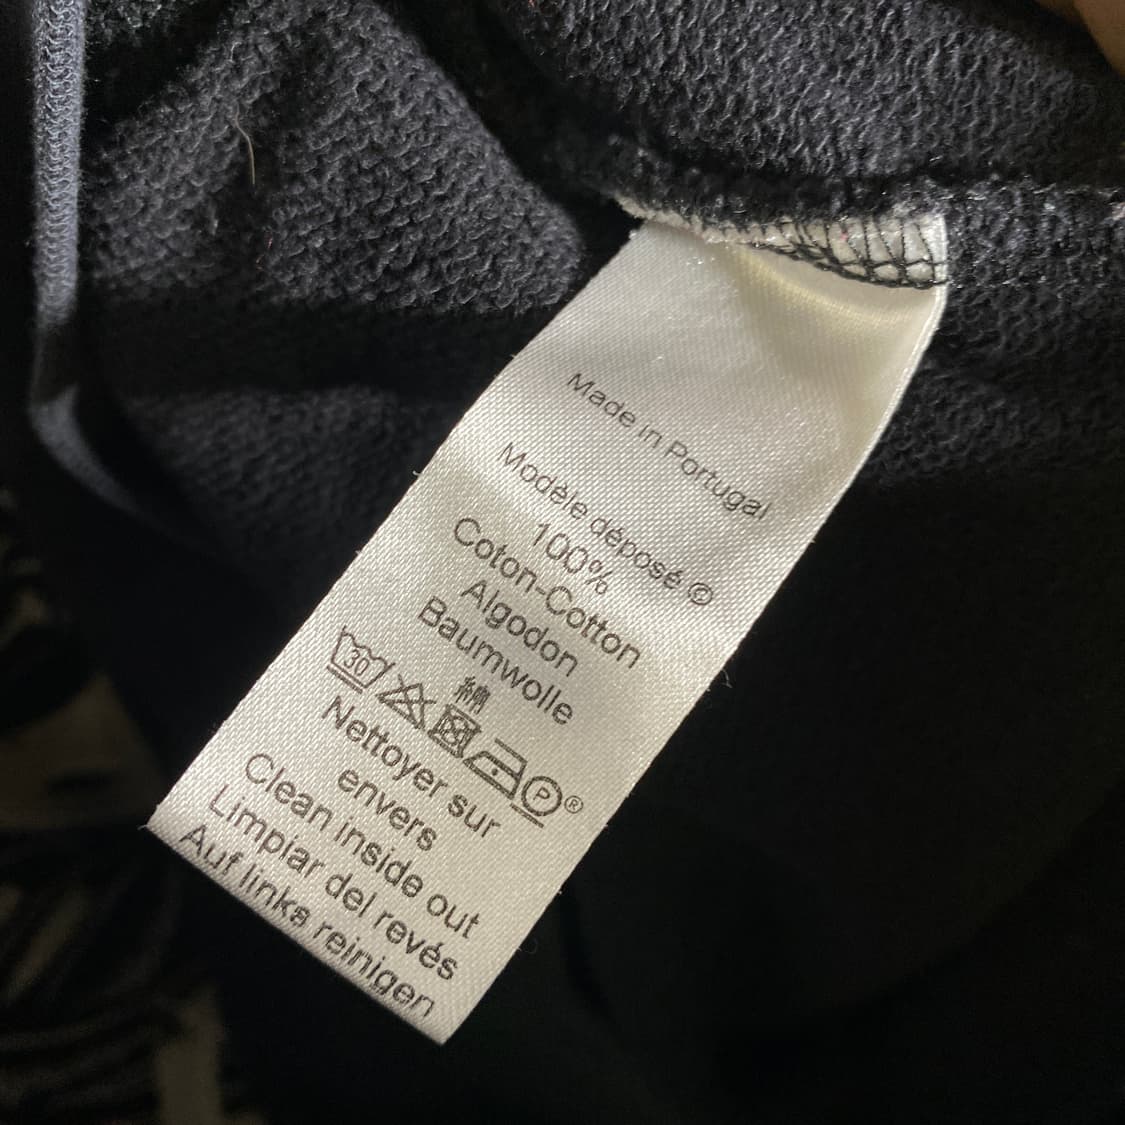 Made in Portugal
Modèle déposé ©
100%
Coton-Cotton
Algodon
Baumwolle
綿
30 P ®
Nettoyer sur
envers
Clean inside out
Limpiar del revés
Auf links reinigen